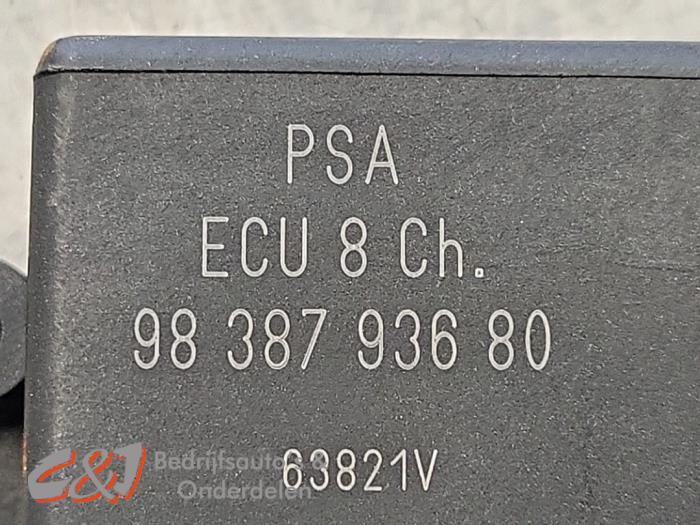 PSA
ECU 8 Ch.
98 387 936 80
63821V
C&J Bedrijfsauto's &
Onderdelen